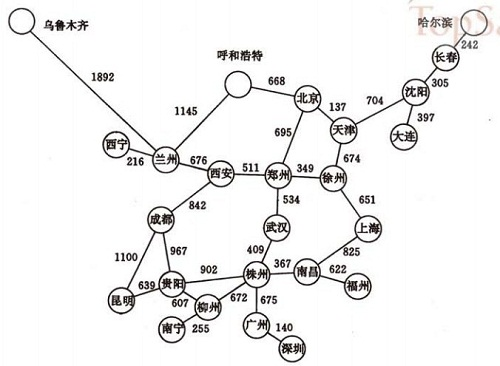 TopS
乌鲁木齐
哈尔滨
242
长春
呼和浩特
668
1892
305
沈阳
北京
137
704
1145
397
天津
大连
695
西宁
兰州
674
216
676
西安
511
郑州
349
徐州
842
534
651
成都
武汉
上海
409
825
1100
967
902
367
南昌
622
639
贵阳
株州
福州
昆明
607
柳州
672
675
南宁
255
广州
140
深圳